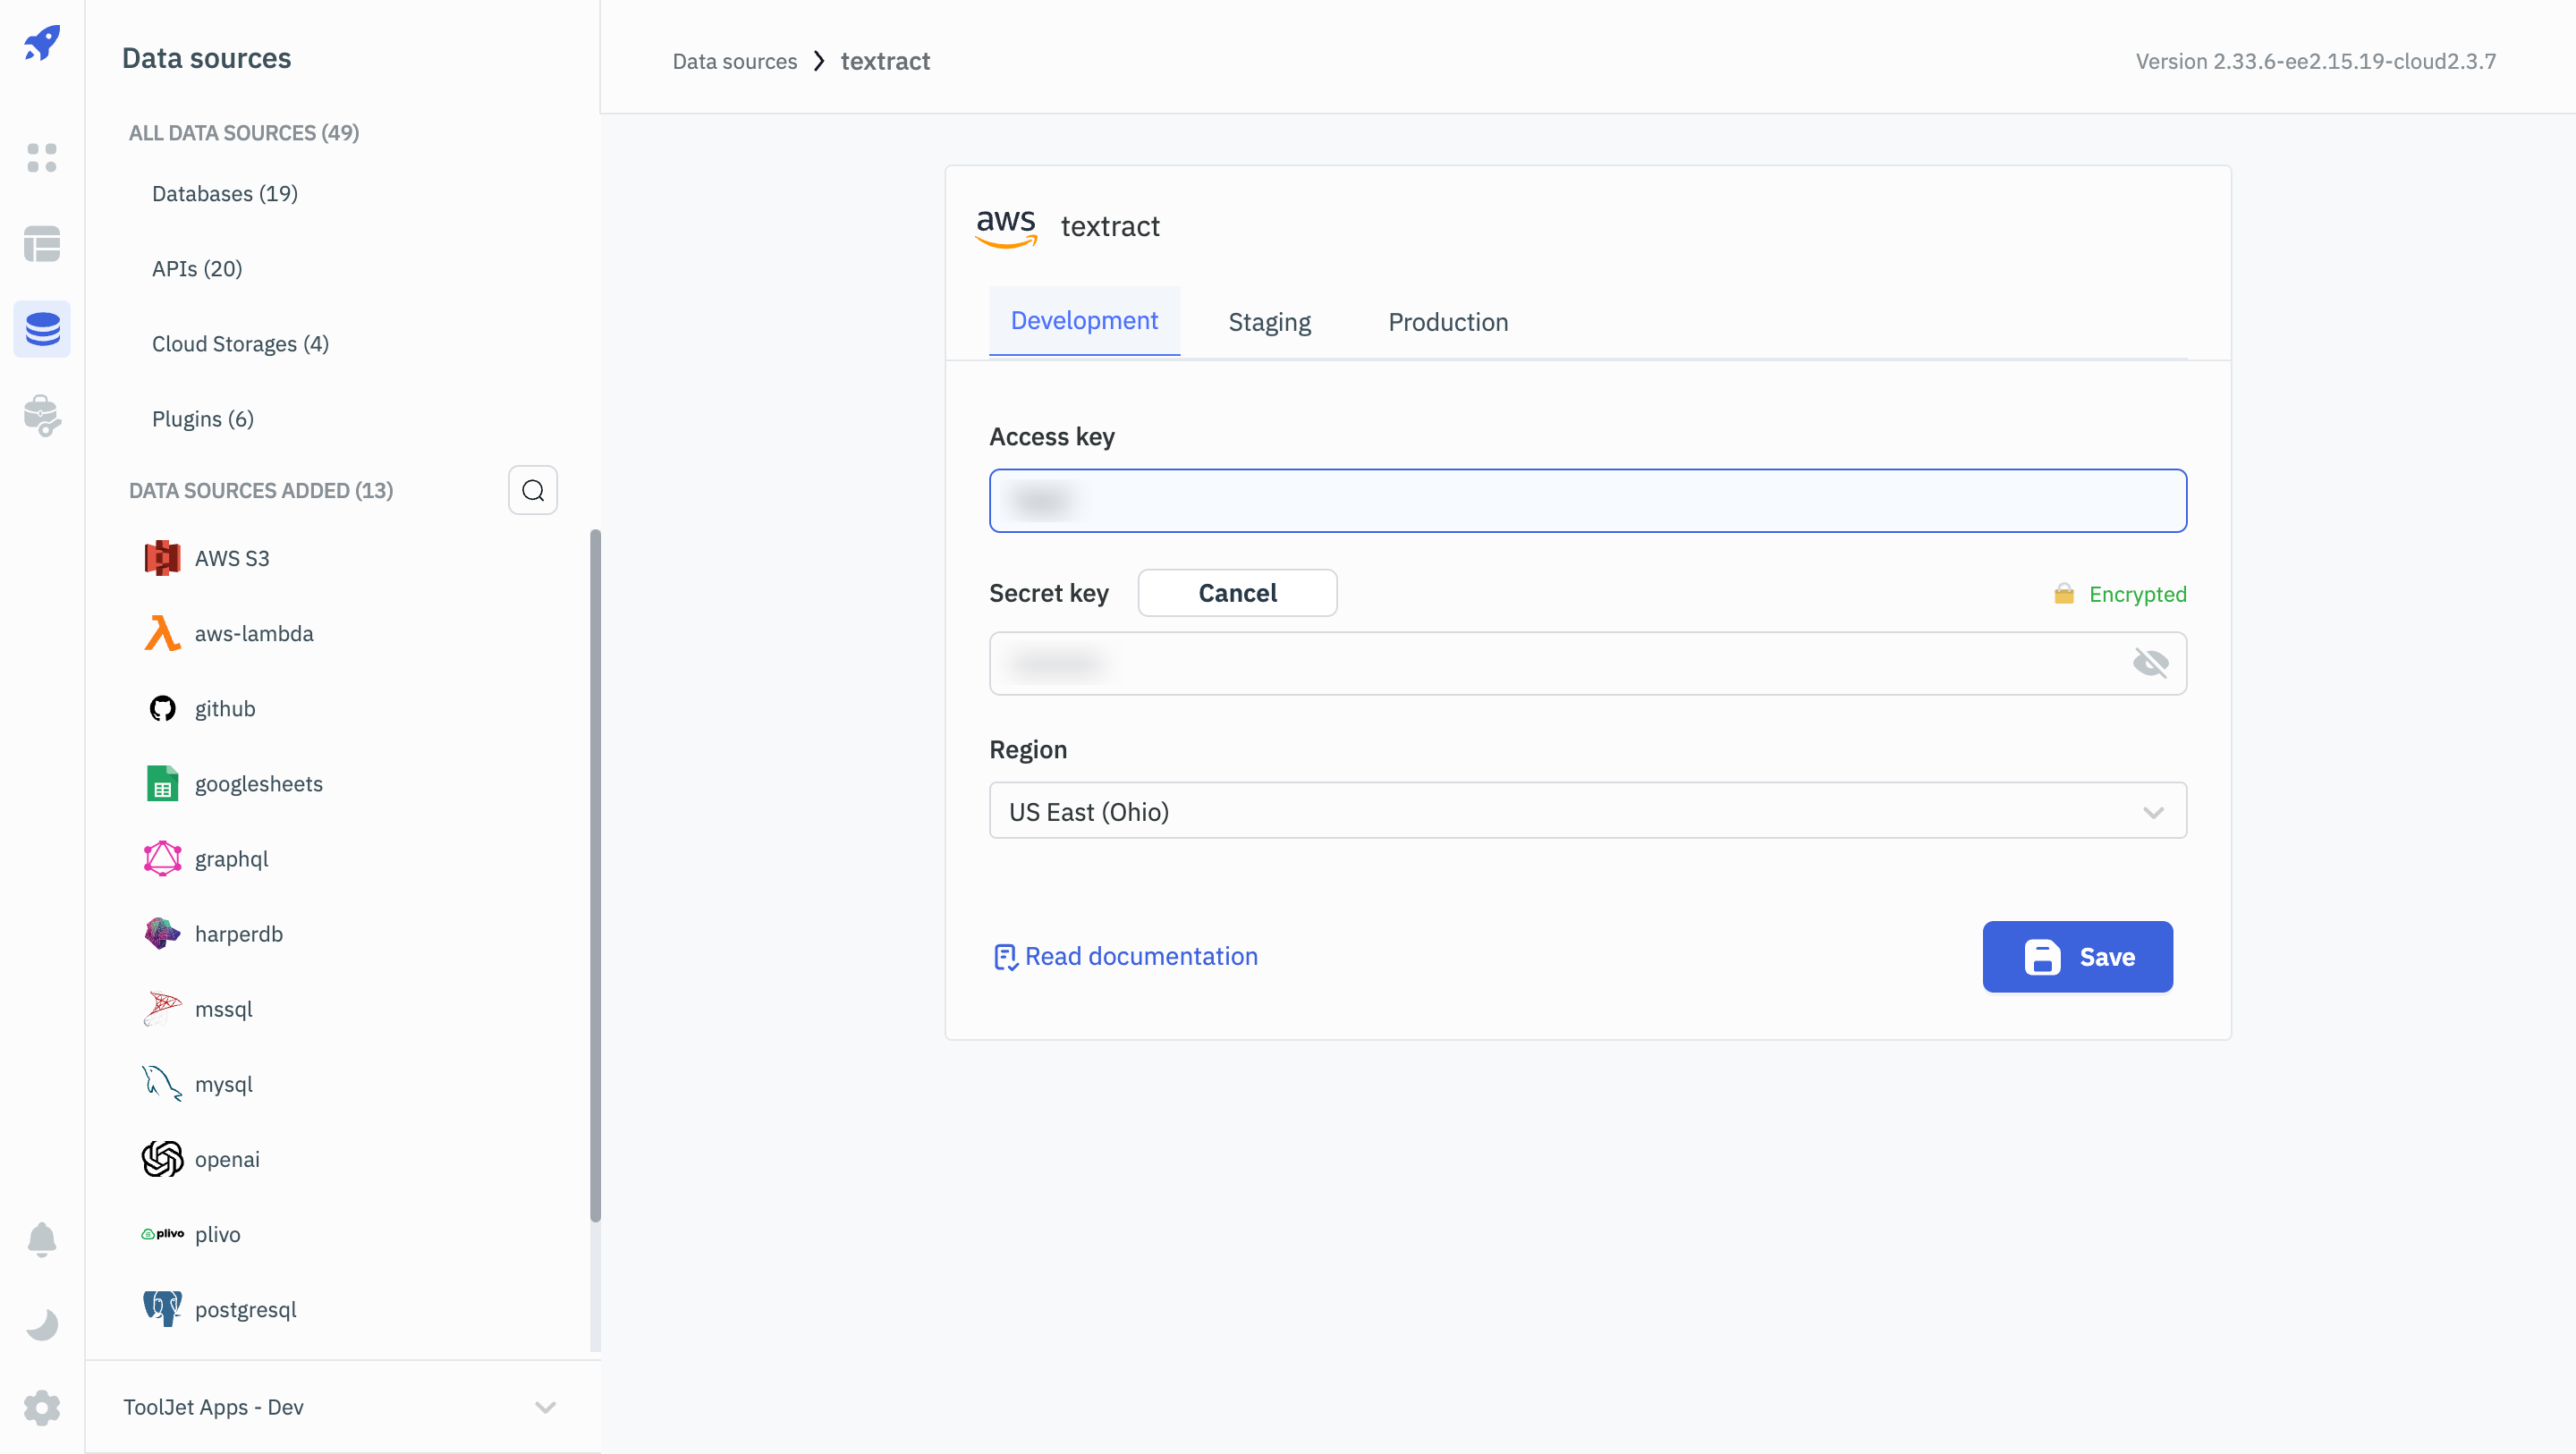 Data sources
ALL DATA SOURCES (49)
Databases (19)
APIs (20)
Cloud Storages (4)
Plugins (6)
DATA SOURCES ADDED (13)
AWS S3
aws-lambda
github
googlesheets
graphql
harperdb
mssql
mysql
openai
plivo plivo
postgresql
ToolJet Apps - Dev
Data sources > textract
Version 2.33.6-ee2.15.19-cloud2.3.7
aws textract
Development Staging Production
Access key
Secret key Cancel Encrypted
Region
US East (Ohio)
Read documentation Save